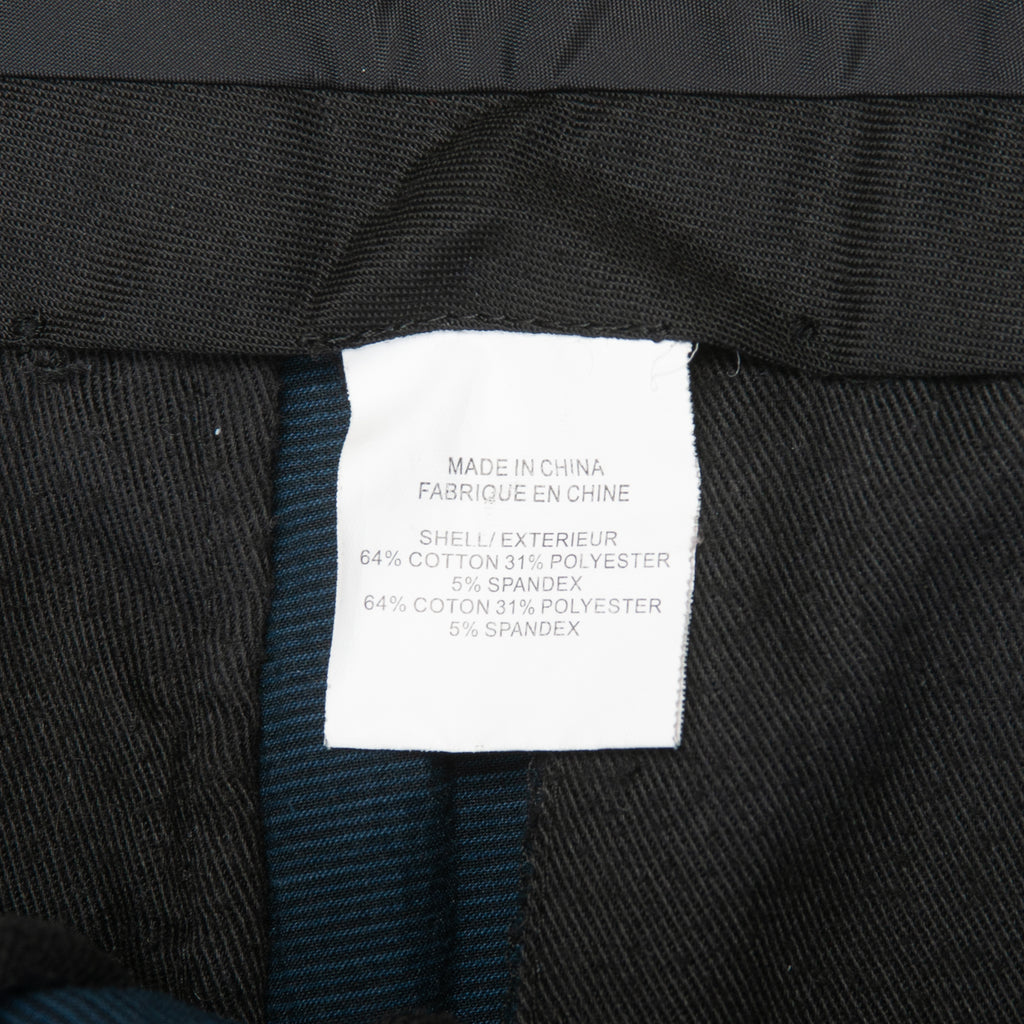 MADE IN CHINA
FABRIQUE EN CHINE
SHELL/ EXTERIEUR
64% COTTON 31% POLYESTER
5% SPANDEX
64% COTON 31% POLYESTER
5% SPANDEX